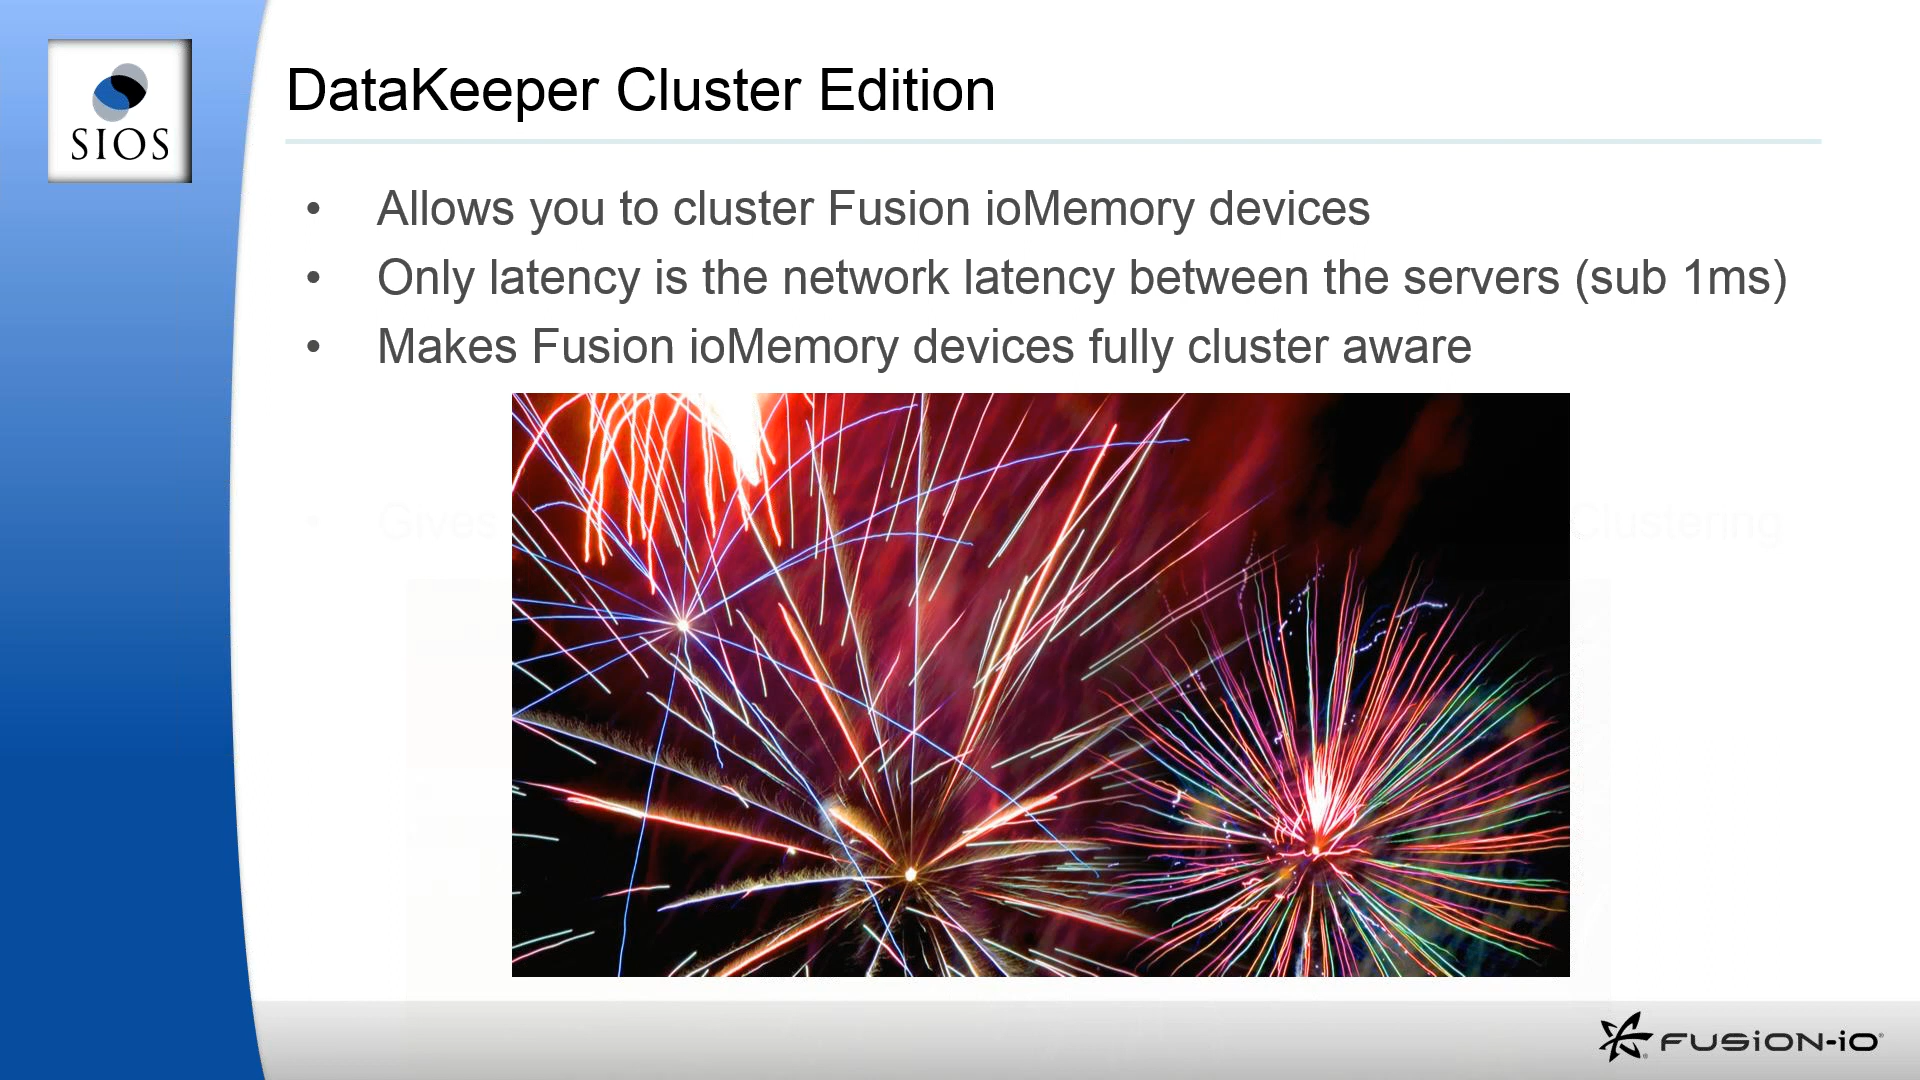 SIOS
DataKeeper Cluster Edition
• Allows you to cluster Fusion ioMemory devices
• Only latency is the network latency between the servers (sub 1ms)
• Makes Fusion ioMemory devices fully cluster aware
• Gives Clustering
FUSION-iO